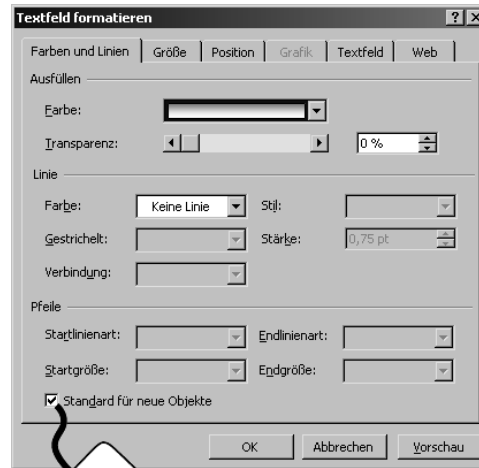 Textfeld formatieren
Farben und Linien Größe Position Grafik Textfeld Web
Ausfüllen
Farbe:
Transparenz: 0 %
Linie
Farbe: Keine Linie Stil:
Gestrichelt: Stärke: 0,75 pt
Verbindung:
Pfeile
Startlinienart: Endlinienart:
Startgröße: Endgröße:
Standard für neue Objekte
OK Abbrechen Vorschau